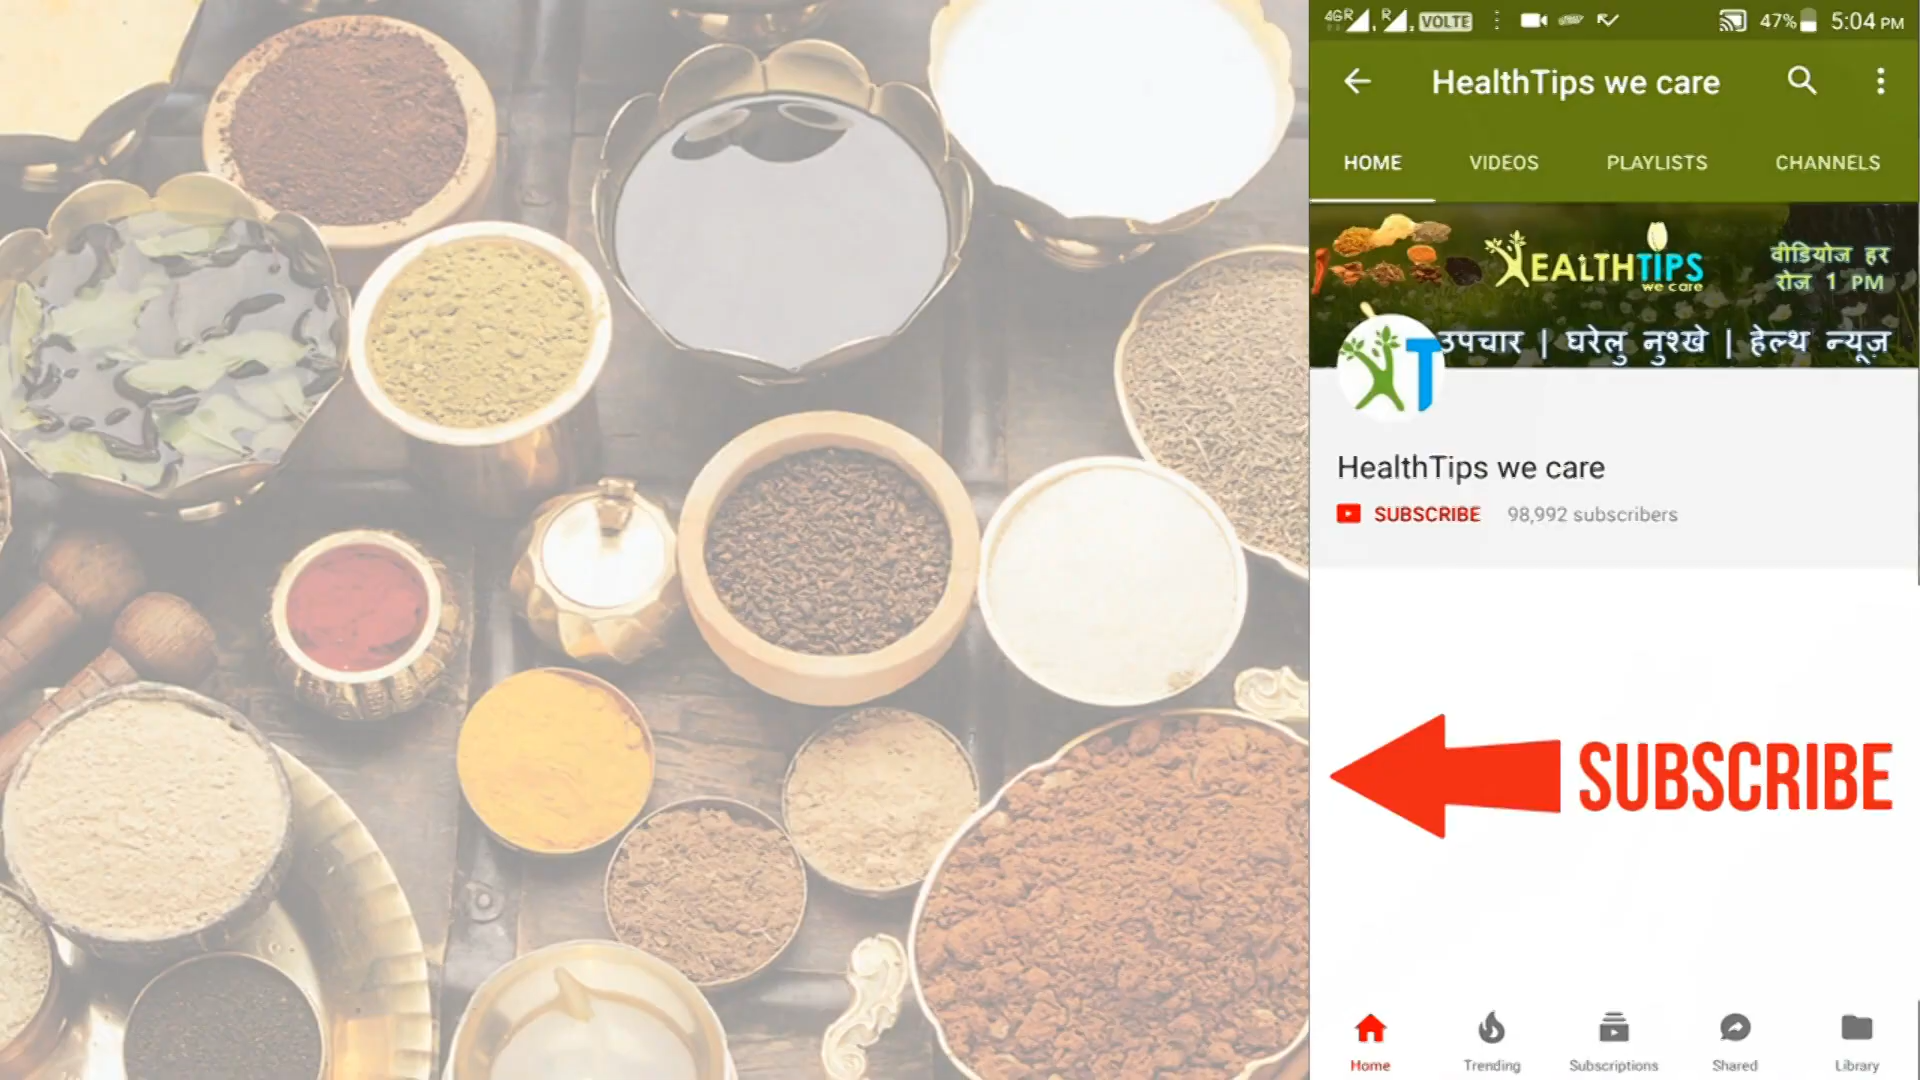 4G R R VOLTE 47% 5:04 PM
HealthTips we care
HOME VIDEOS PLAYLISTS CHANNELS
HEALTHTIPS
we care
वीडियोज हर
रोज 1 PM
उपचार | घरेलु नुश्खे | हेल्थ न्यूज़
T
HealthTips we care
SUBSCRIBE 98,992 subscribers
SUBSCRIBE
Home Trending Subscriptions Shared Library